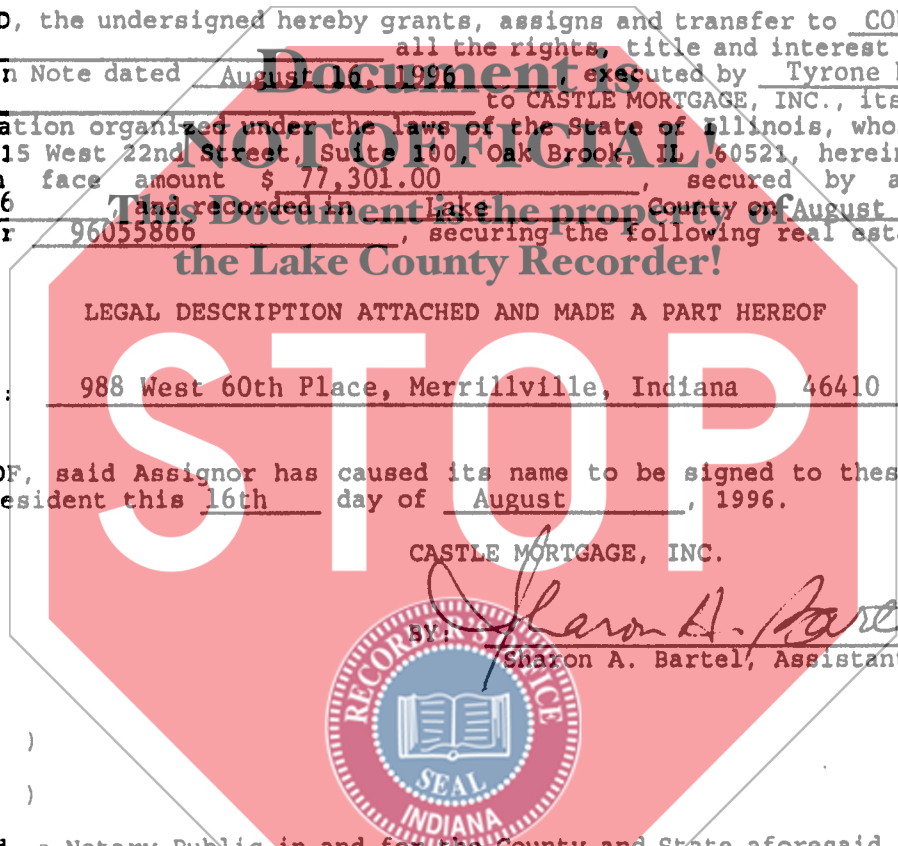 D, the undersigned hereby grants, assigns and transfer to CO
all the rights, title and interest
n Note dated August 16, 1996, executed by Tyrone
to CASTLE MORTGAGE, INC., its
ation organized under the laws of the State of Illinois, who
15 West 22nd Street, Suite 100, Oak Brook, IL 60521, herein
face amount $ 77,301.00, secured by a
6 and recorded in Lake County on August
r 96055866, securing the following real est
Document is
NOT OFFICIAL!
This Document is the property of
the Lake County Recorder!
LEGAL DESCRIPTION ATTACHED AND MADE A PART HEREOF
STOP
: 988 West 60th Place, Merrillville, Indiana 46410
OF, said Assignor has caused its name to be signed to thes
esident this 16th day of August, 1996.
CASTLE MORTGAGE, INC.
BY: Sharon A. Barte
Sharon A. Bartel, Assistant
RECORDER'S OFFICE
SEAL
INDIANA
)
)
Notary Public in and for the County and State aforesaid